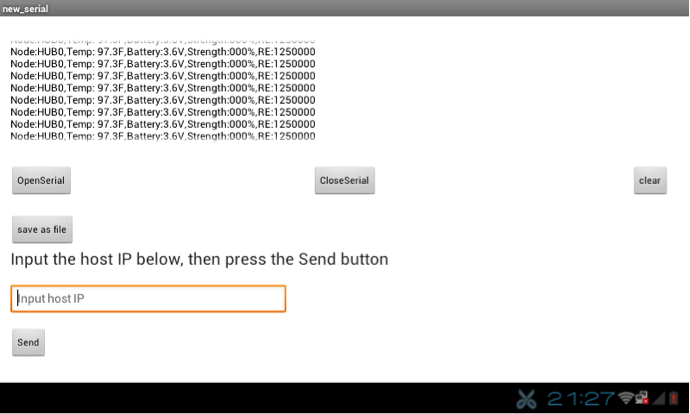 new_serial
Node:HUB0,Temp: 97.3F,Battery:3.6V,Strength:000%,RE:1250000
Node:HUB0,Temp: 97.3F,Battery:3.6V,Strength:000%,RE:1250000
Node:HUB0,Temp: 97.3F,Battery:3.6V,Strength:000%,RE:1250000
Node:HUB0,Temp: 97.3F,Battery:3.6V,Strength:000%,RE:1250000
Node:HUB0,Temp: 97.3F,Battery:3.6V,Strength:000%,RE:1250000
Node:HUB0,Temp: 97.3F,Battery:3.6V,Strength:000%,RE:1250000
Node:HUB0,Temp: 97.3F,Battery:3.6V,Strength:000%,RE:1250000
Node:HUB0,Temp: 97.3F,Battery:3.6V,Strength:000%,RE:1250000
OpenSerial
CloseSerial
clear
save as file
Input the host IP below, then press the Send button
Input host IP
Send
21:27